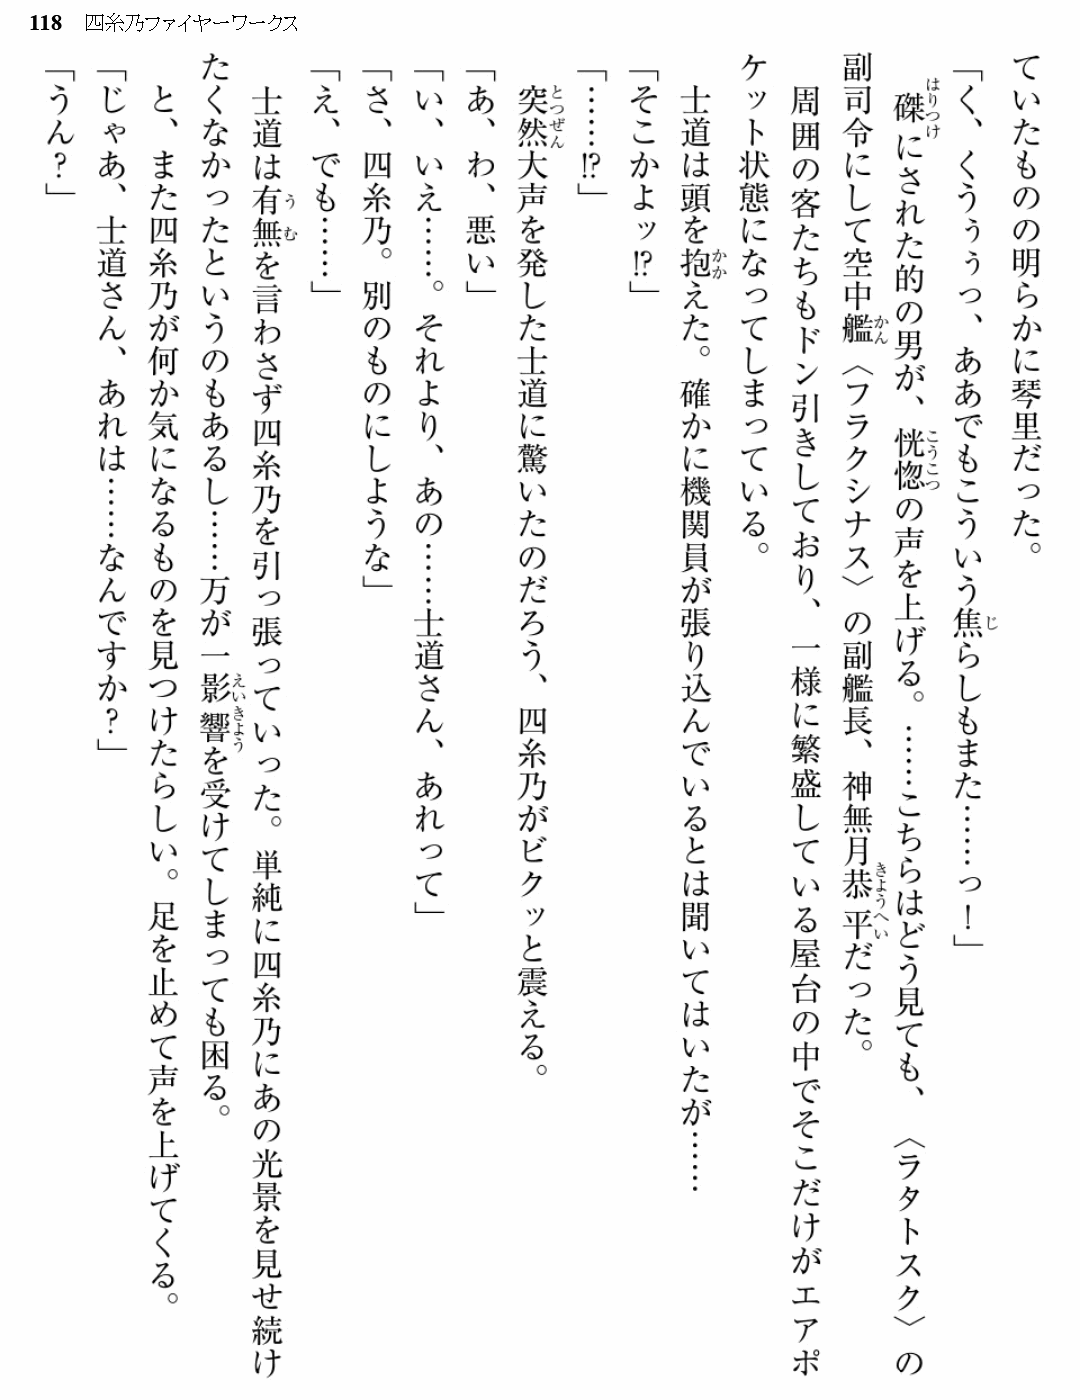 118 四糸乃ファイヤーワークス
ていたものの明らかに琴里だった。
「く、くうぅぅっ、ああでもこういう焦らしもまた……っ！」
磔にされた的の男が、恍惚の声を上げる。……こちらはどう見ても、〈ラタトスク〉の
副司令にして空中艦〈フラクシナス〉の副艦長、神無月恭平だった。
周囲の客たちもドン引きしており、一様に繁盛している屋台の中でそこだけがエアポ
ケット状態になってしまっている。
士道は頭を抱えた。確かに機関員が張り込んでいるとは聞いてはいたが……
「そこかよッ⁉」
「……⁉」
突然大声を発した士道に驚いたのだろう、四糸乃がビクッと震える。
「あ、わ、悪い」
「い、いえ……。それより、あの……士道さん、あれって」
「さ、四糸乃。別のものにしような」
「え、でも……」
士道は有無を言わさず四糸乃を引っ張っていった。単純に四糸乃にあの光景を見せ続け
たくなかったというのもあるし……万が一影響を受けてしまっても困る。
と、また四糸乃が何か気になるものを見つけたらしい。足を止めて声を上げてくる。
「じゃあ、士道さん、あれは……なんですか？」
「うん？」